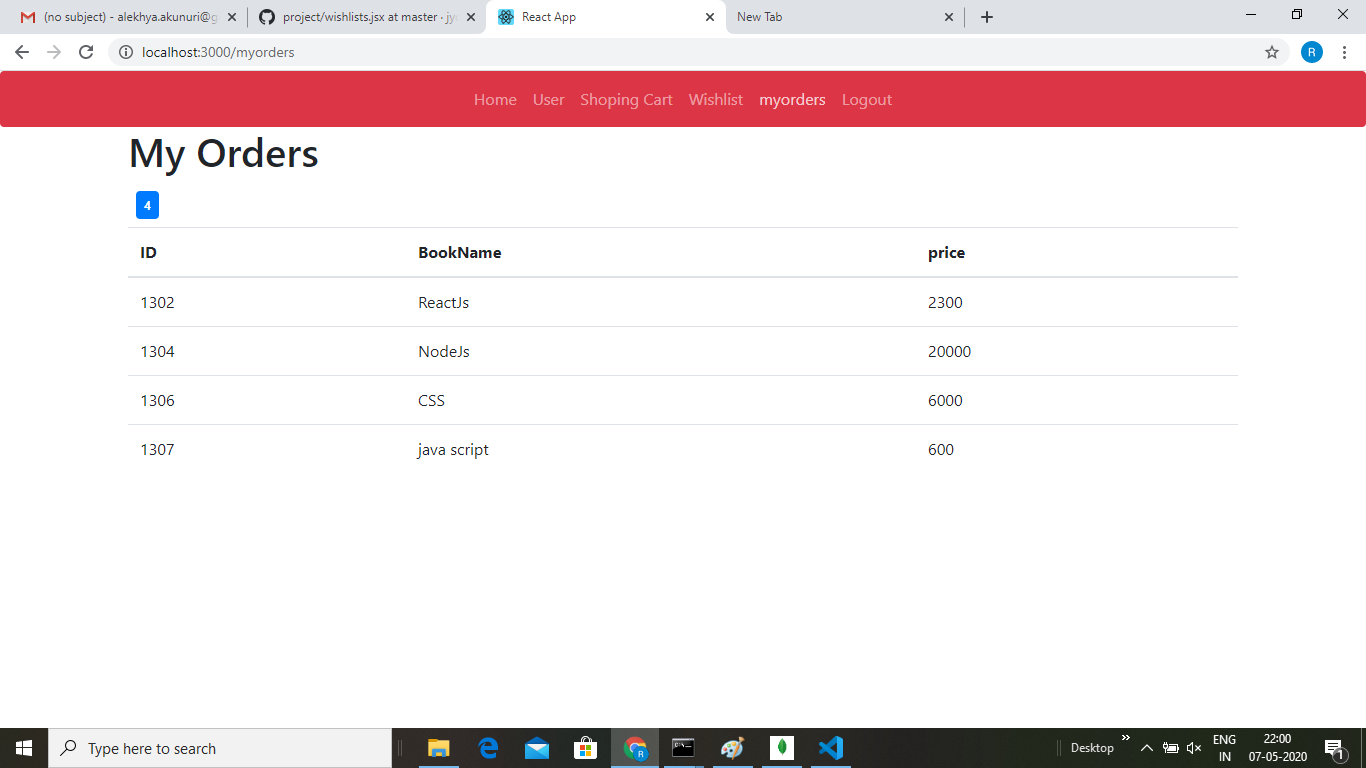 (no subject) - alekhya.akunuri@g
project/wishlists.jsx at master · jy
React App
New Tab
localhost:3000/myorders
R
Home User Shoping Cart Wishlist myorders Logout
My Orders
4
ID BookName price
1302 ReactJs 2300
1304 NodeJs 20000
1306 CSS 6000
1307 java script 600
Type here to search
R
Desktop
ENG
IN
22:00
07-05-2020
1